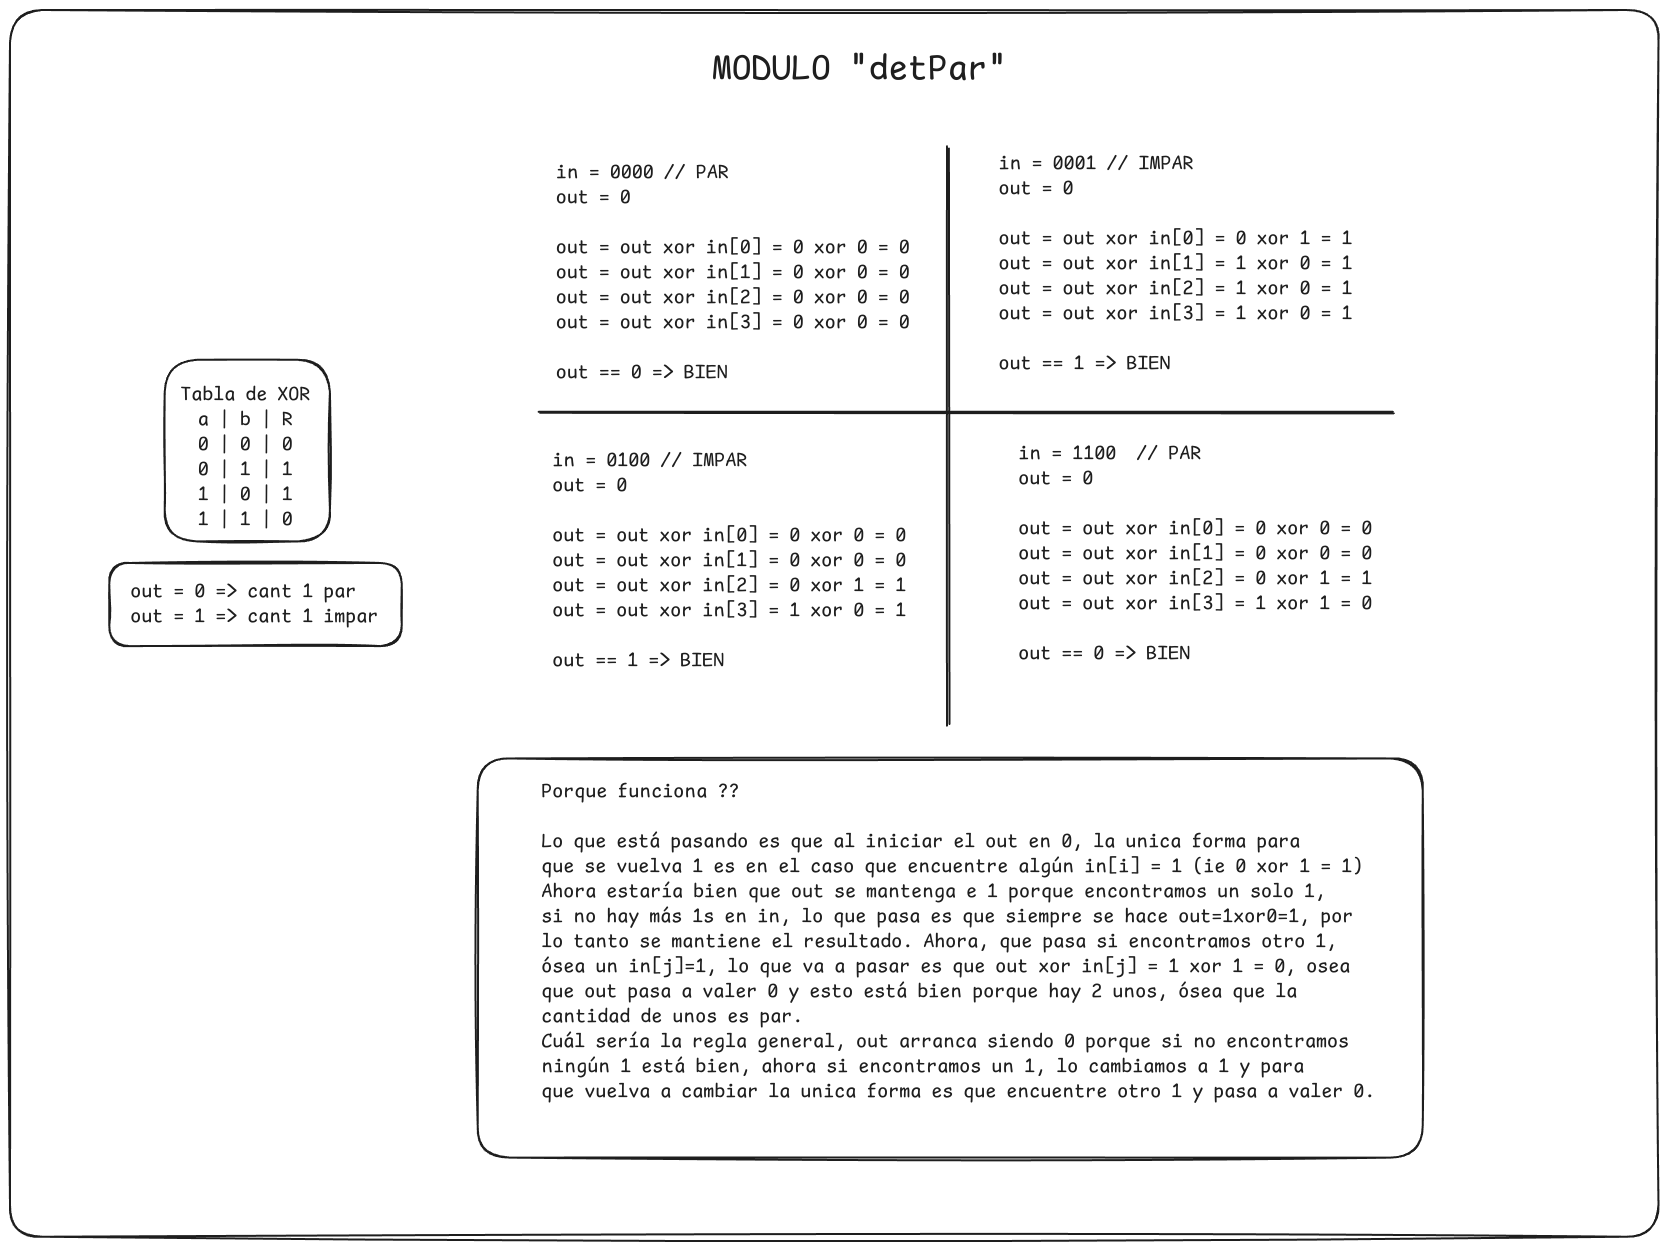 MODULO "detPar"
in = 0000 // PAR
out = 0
out = out xor in[0] = 0 xor 0 = 0
out = out xor in[1] = 0 xor 0 = 0
out = out xor in[2] = 0 xor 0 = 0
out = out xor in[3] = 0 xor 0 = 0
out == 0 => BIEN
in = 0001 // IMPAR
out = 0
out = out xor in[0] = 0 xor 1 = 1
out = out xor in[1] = 1 xor 0 = 1
out = out xor in[2] = 1 xor 0 = 1
out = out xor in[3] = 1 xor 0 = 1
out == 1 => BIEN
Tabla de XOR
a | b | R
0 | 0 | 0
0 | 1 | 1
1 | 0 | 1
1 | 1 | 0
out = 0 => cant 1 par
out = 1 => cant 1 impar
in = 0100 // IMPAR
out = 0
out = out xor in[0] = 0 xor 0 = 0
out = out xor in[1] = 0 xor 0 = 0
out = out xor in[2] = 0 xor 1 = 1
out = out xor in[3] = 1 xor 0 = 1
out == 1 => BIEN
in = 1100 // PAR
out = 0
out = out xor in[0] = 0 xor 0 = 0
out = out xor in[1] = 0 xor 0 = 0
out = out xor in[2] = 0 xor 1 = 1
out = out xor in[3] = 1 xor 1 = 0
out == 0 => BIEN
Porque funciona ??
Lo que está pasando es que al iniciar el out en 0, la unica forma para
que se vuelva 1 es en el caso que encuentre algún in[i] = 1 (ie 0 xor 1 = 1)
Ahora estaría bien que out se mantenga e 1 porque encontramos un solo 1,
si no hay más 1s en in, lo que pasa es que siempre se hace out=1xor0=1, por
lo tanto se mantiene el resultado. Ahora, que pasa si encontramos otro 1,
ósea un in[j]=1, lo que va a pasar es que out xor in[j] = 1 xor 1 = 0, osea
que out pasa a valer 0 y esto está bien porque hay 2 unos, ósea que la
cantidad de unos es par.
Cuál sería la regla general, out arranca siendo 0 porque si no encontramos
ningún 1 está bien, ahora si encontramos un 1, lo cambiamos a 1 y para
que vuelva a cambiar la unica forma es que encuentre otro 1 y pasa a valer 0.